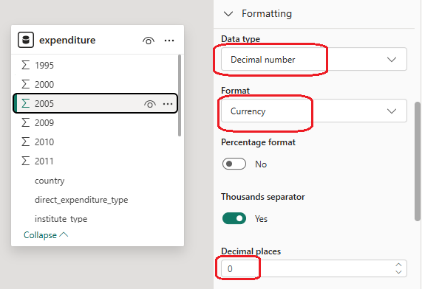 expenditure
1995
2000
2005
2009
2010
2011
country
direct_expenditure_type
institute_type
Collapse
Formatting
Data type
Decimal number
Format
Currency
Percentage format
No
Thousands separator
Yes
Decimal places
0